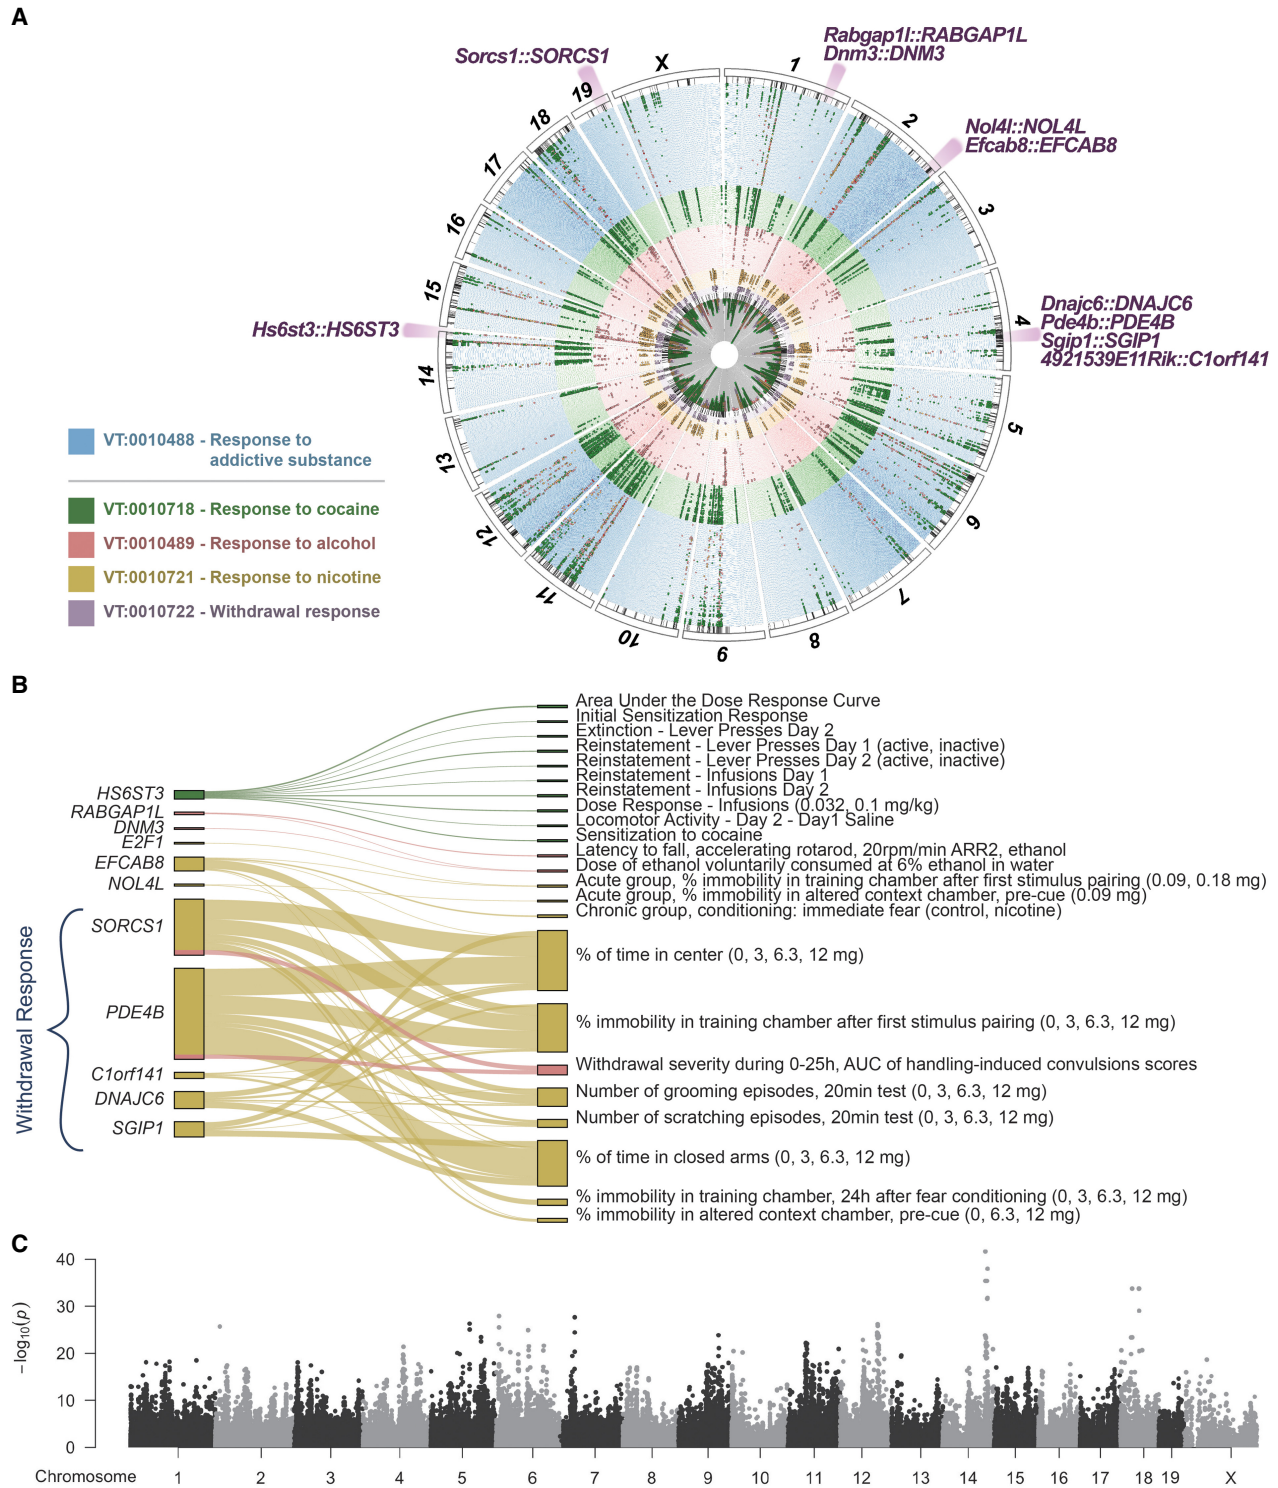 A
Sorcs1::SORCS1
Rabgap1l::RABGAP1L
Dnm3::DNM3
Nol4l::NOL4L
Efcab8::EFCAB8
Dnajc6::DNAJC6
Pde4b::PDE4B
Sgip1::SGIP1
4921539E11Rik::C1orf141
Hs6st3::HS6ST3
X
1
2
3
4
5
6
7
8
9
10
11
12
13
14
15
16
17
18
19
VT:0010488 - Response to
addictive substance
VT:0010718 - Response to cocaine
VT:0010489 - Response to alcohol
VT:0010721 - Response to nicotine
VT:0010722 - Withdrawal response
B
HS6ST3
RABGAP1L
DNM3
E2F1
EFCAB8
NOL4L
SORCS1
PDE4B
C1orf141
DNAJC6
SGIP1
Withdrawal Response
Area Under the Dose Response Curve
Initial Sensitization Response
Extinction - Lever Presses Day 2
Reinstatement - Lever Presses Day 1 (active, inactive)
Reinstatement - Lever Presses Day 2 (active, inactive)
Reinstatement - Infusions Day 1
Reinstatement - Infusions Day 2
Dose Response - Infusions (0.032, 0.1 mg/kg)
Locomotor Activity - Day 2 - Day1 Saline
Sensitization to cocaine
Latency to fall, accelerating rotarod, 20rpm/min ARR2, ethanol
Dose of ethanol voluntarily consumed at 6% ethanol in water
Acute group, % immobility in training chamber after first stimulus pairing (0.09, 0.18 mg)
Acute group, % immobility in altered context chamber, pre-cue (0.09 mg)
Chronic group, conditioning: immediate fear (control, nicotine)
% of time in center (0, 3, 6.3, 12 mg)
% immobility in training chamber after first stimulus pairing (0, 3, 6.3, 12 mg)
Withdrawal severity during 0-25h, AUC of handling-induced convulsions scores
Number of grooming episodes, 20min test (0, 3, 6.3, 12 mg)
Number of scratching episodes, 20min test (0, 3, 6.3, 12 mg)
% of time in closed arms (0, 3, 6.3, 12 mg)
% immobility in training chamber, 24h after fear conditioning (0, 3, 6.3, 12 mg)
% immobility in altered context chamber, pre-cue (0, 6.3, 12 mg)
C
−log10(p)
40
30
20
10
0
Chromosome 1 2 3 4 5 6 7 8 9 10 11 12 13 14 15 16 17 18 19 X